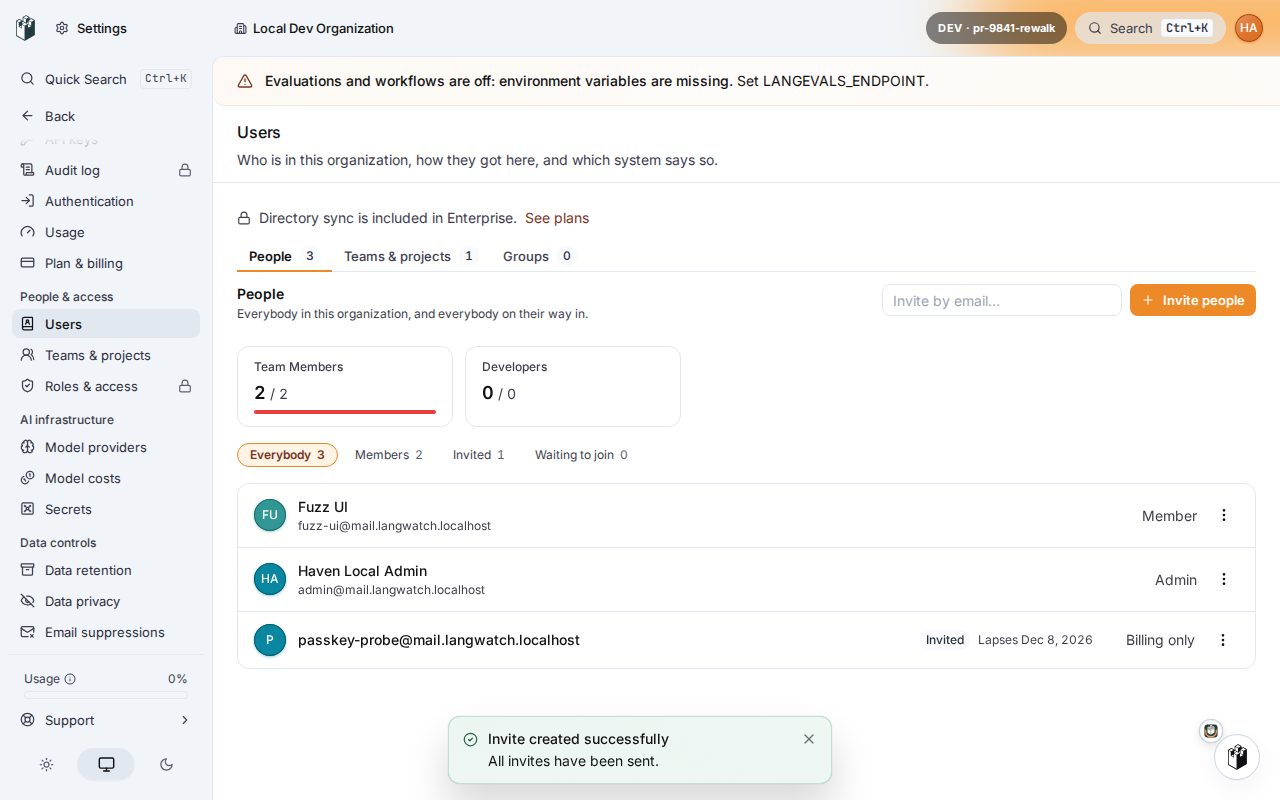 Settings
Local Dev Organization
DEV · pr-9841-rewalk
Search Ctrl+K
HA
Quick Search Ctrl+K
Back
API keys
Audit log
Authentication
Usage
Plan & billing
People & access
Users
Teams & projects
Roles & access
AI infrastructure
Model providers
Model costs
Secrets
Data controls
Data retention
Data privacy
Email suppressions
Usage 0%
Support
Evaluations and workflows are off: environment variables are missing. Set LANGEVALS_ENDPOINT.
Users
Who is in this organization, how they got here, and which system says so.
Directory sync is included in Enterprise. See plans
People 3 Teams & projects 1 Groups 0
People
Everybody in this organization, and everybody on their way in.
Invite by email...
+ Invite people
Team Members
2 / 2
Developers
0 / 0
Everybody 3 Members 2 Invited 1 Waiting to join 0
FU Fuzz UI Member
fuzz-ui@mail.langwatch.localhost
HA Haven Local Admin Admin
admin@mail.langwatch.localhost
P passkey-probe@mail.langwatch.localhost Invited Lapses Dec 8, 2026 Billing only
Invite created successfully
All invites have been sent.